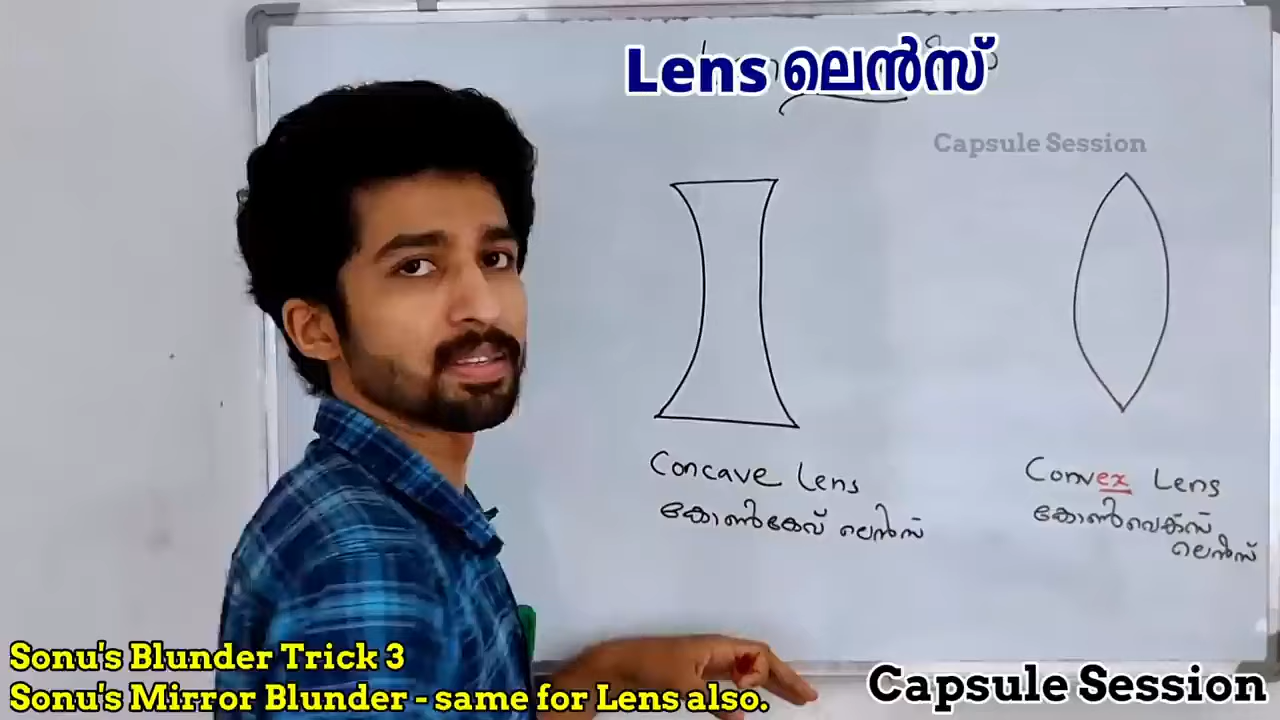 Lens ലെൻസ്
Capsule Session
Concave Lens
കോൺകേവ് ലെൻസ്
Convex Lens
കോൺവെക്സ്
ലെൻസ്
Sonu's Blunder Trick 3
Sonu's Mirror Blunder - same for Lens also.
Capsule Session